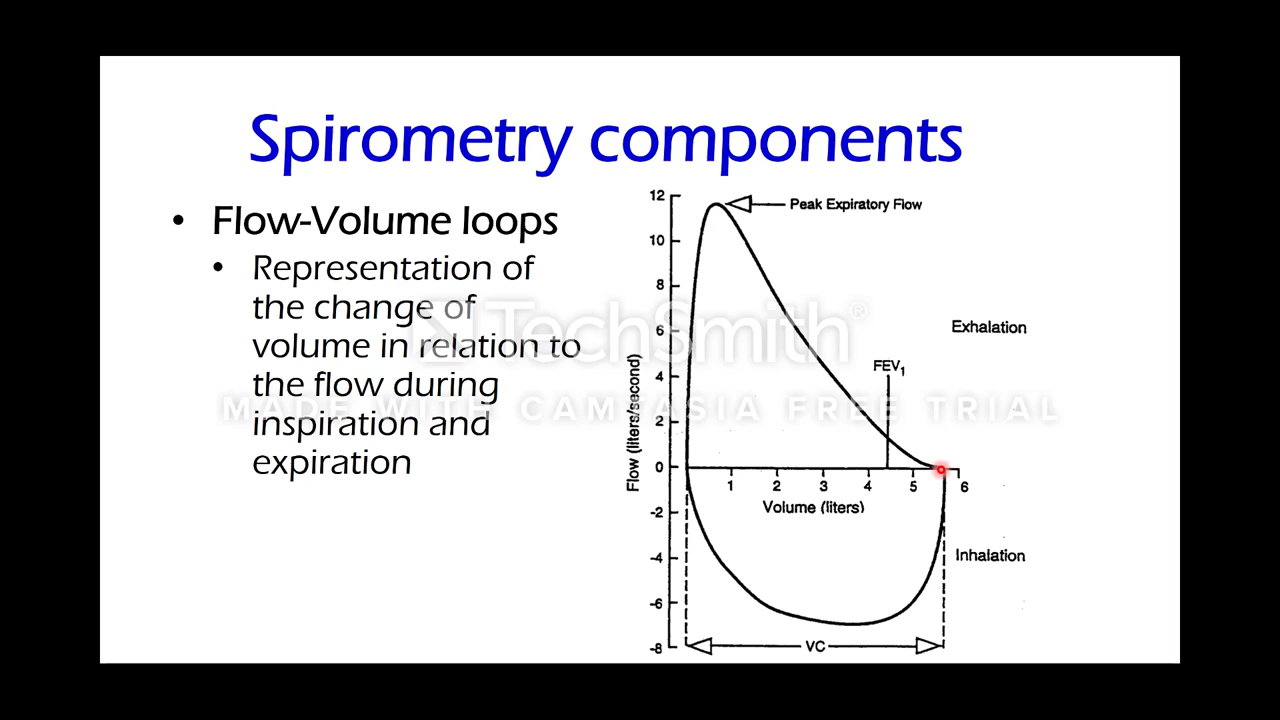 Spirometry components
• Flow-Volume loops
• Representation of
the change of
volume in relation to
the flow during
inspiration and
expiration
TechSmith®
MADE WITH CAMTASIA FREE TRIAL
12
10
8
6
4
2
0
-2
-4
-6
-8
Flow (liters/second)
Peak Expiratory Flow
Exhalation
FEV1
1 2 3 4 5 6
Volume (liters)
Inhalation
VC